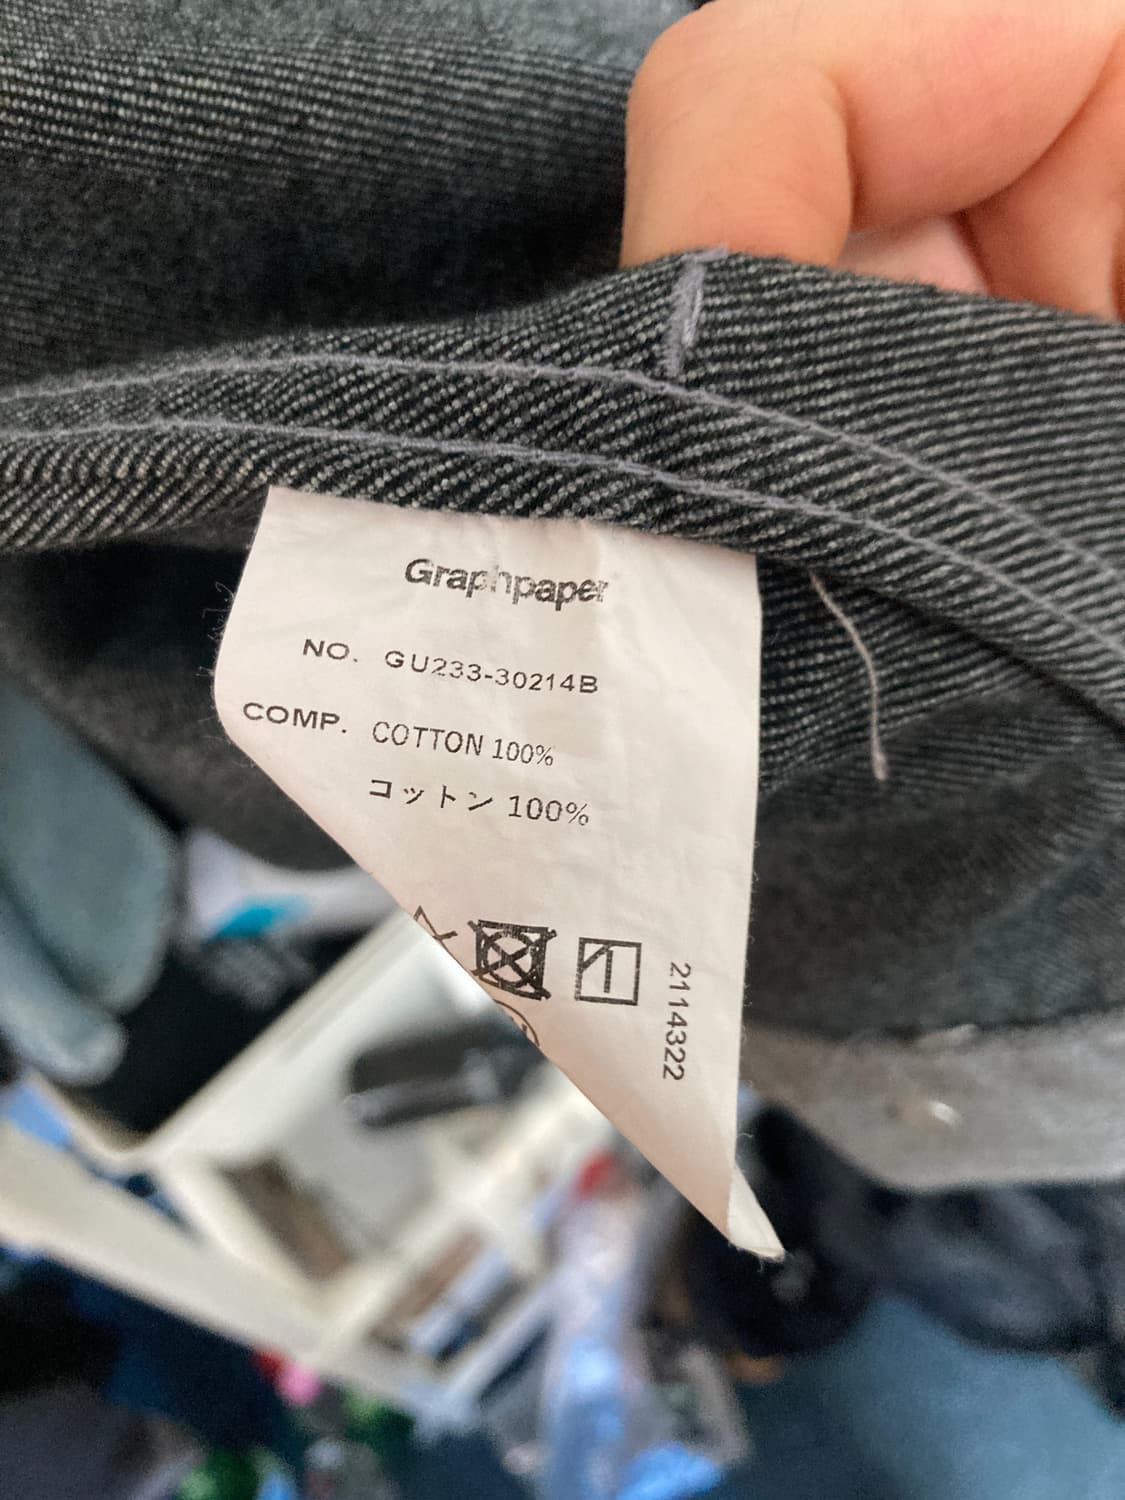 Graphpaper
NO. GU233-30214B
COMP. COTTON 100%
コットン 100%
2114322